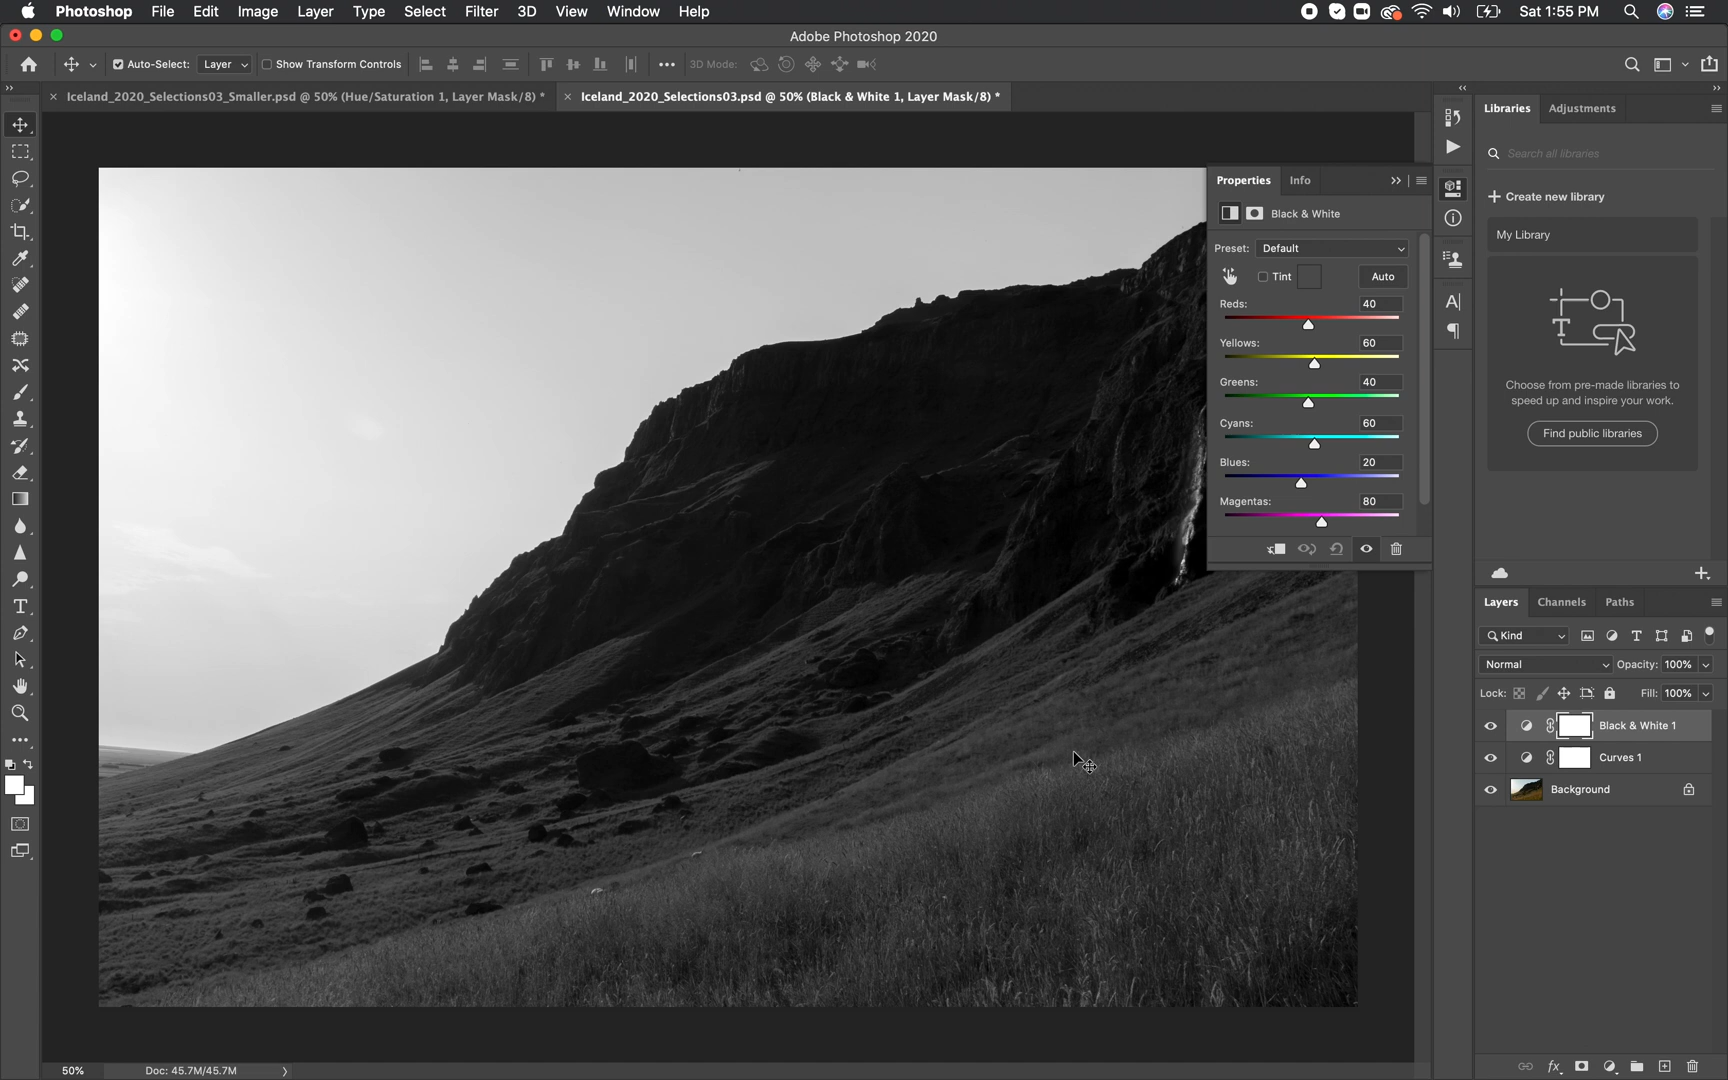 Photoshop File Edit Image Layer Type Select Filter 3D View Window Help Sat 1:55 PM
Adobe Photoshop 2020
Auto-Select: Layer Show Transform Controls 3D Mode:
Iceland_2020_Selections03_Smaller.psd @ 50% (Hue/Saturation 1, Layer Mask/8) * Iceland_2020_Selections03.psd @ 50% (Black & White 1, Layer Mask/8) *
Properties Info
Black & White
Preset: Default
Tint Auto
Reds: 40
Yellows: 60
Greens: 40
Cyans: 60
Blues: 20
Magentas: 80
Libraries Adjustments
Search all libraries
Create new library
My Library
Choose from pre-made libraries to
speed up and inspire your work.
Find public libraries
Layers Channels Paths
Kind
Normal Opacity: 100%
Lock: Fill: 100%
Black & White 1
Curves 1
Background
50% Doc: 45.7M/45.7M